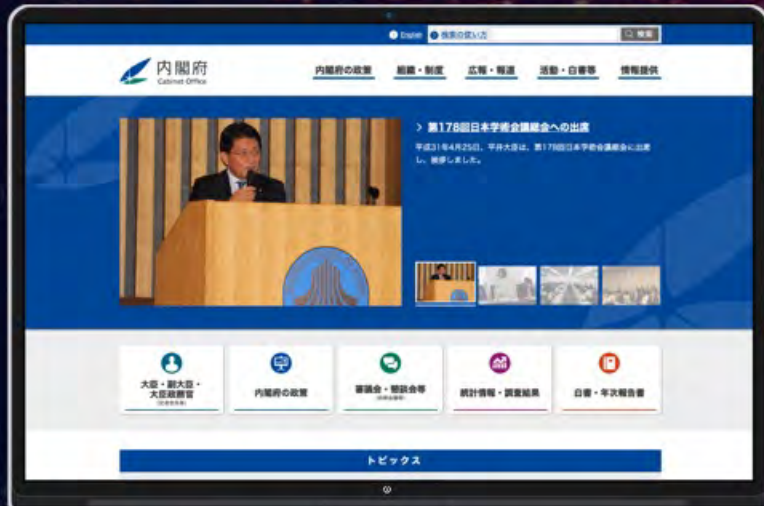 English
検索の使い方
検索
内閣府
Cabinet Office
内閣府の政策
組織・制度
広報・報道
活動・白書等
情報提供
第178回日本学術会議総会への出席
平成31年4月25日、平井大臣は、第178回日本学術会議総会に出席
し、挨拶しました。
大臣・副大臣・
大臣政務官
内閣府の政策
審議会・懇談会等
統計情報・調査結果
白書・年次報告書
トピックス